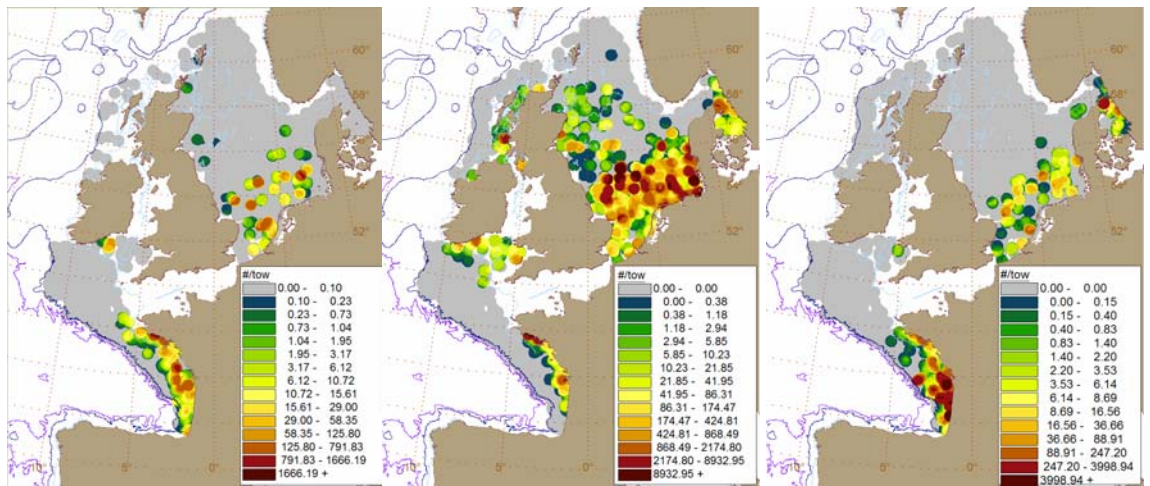 60°
58°
52°
10°
5°
0°
#/tow
0.00 - 0.10
0.10 - 0.23
0.23 - 0.73
0.73 - 1.04
1.04 - 1.95
1.95 - 3.17
3.17 - 6.12
6.12 - 10.72
10.72 - 15.61
15.61 - 29.00
29.00 - 58.35
58.35 - 125.80
125.80 - 791.83
791.83 - 1666.19
1666.19 +
60°
58°
52°
10°
5°
0°
#/tow
0.00 - 0.00
0.00 - 0.38
0.38 - 1.18
1.18 - 2.94
2.94 - 5.85
5.85 - 10.23
10.23 - 21.85
21.85 - 41.95
41.95 - 86.31
86.31 - 174.47
174.47 - 424.81
424.81 - 868.49
868.49 - 2174.80
2174.80 - 8932.95
8932.95 +
60°
58°
52°
10°
5°
0°
#/tow
0.00 - 0.00
0.00 - 0.15
0.15 - 0.40
0.40 - 0.83
0.83 - 1.40
1.40 - 2.20
2.20 - 3.53
3.53 - 6.14
6.14 - 8.69
8.69 - 16.56
16.56 - 36.66
36.66 - 88.91
88.91 - 247.20
247.20 - 3998.94
3998.94 +